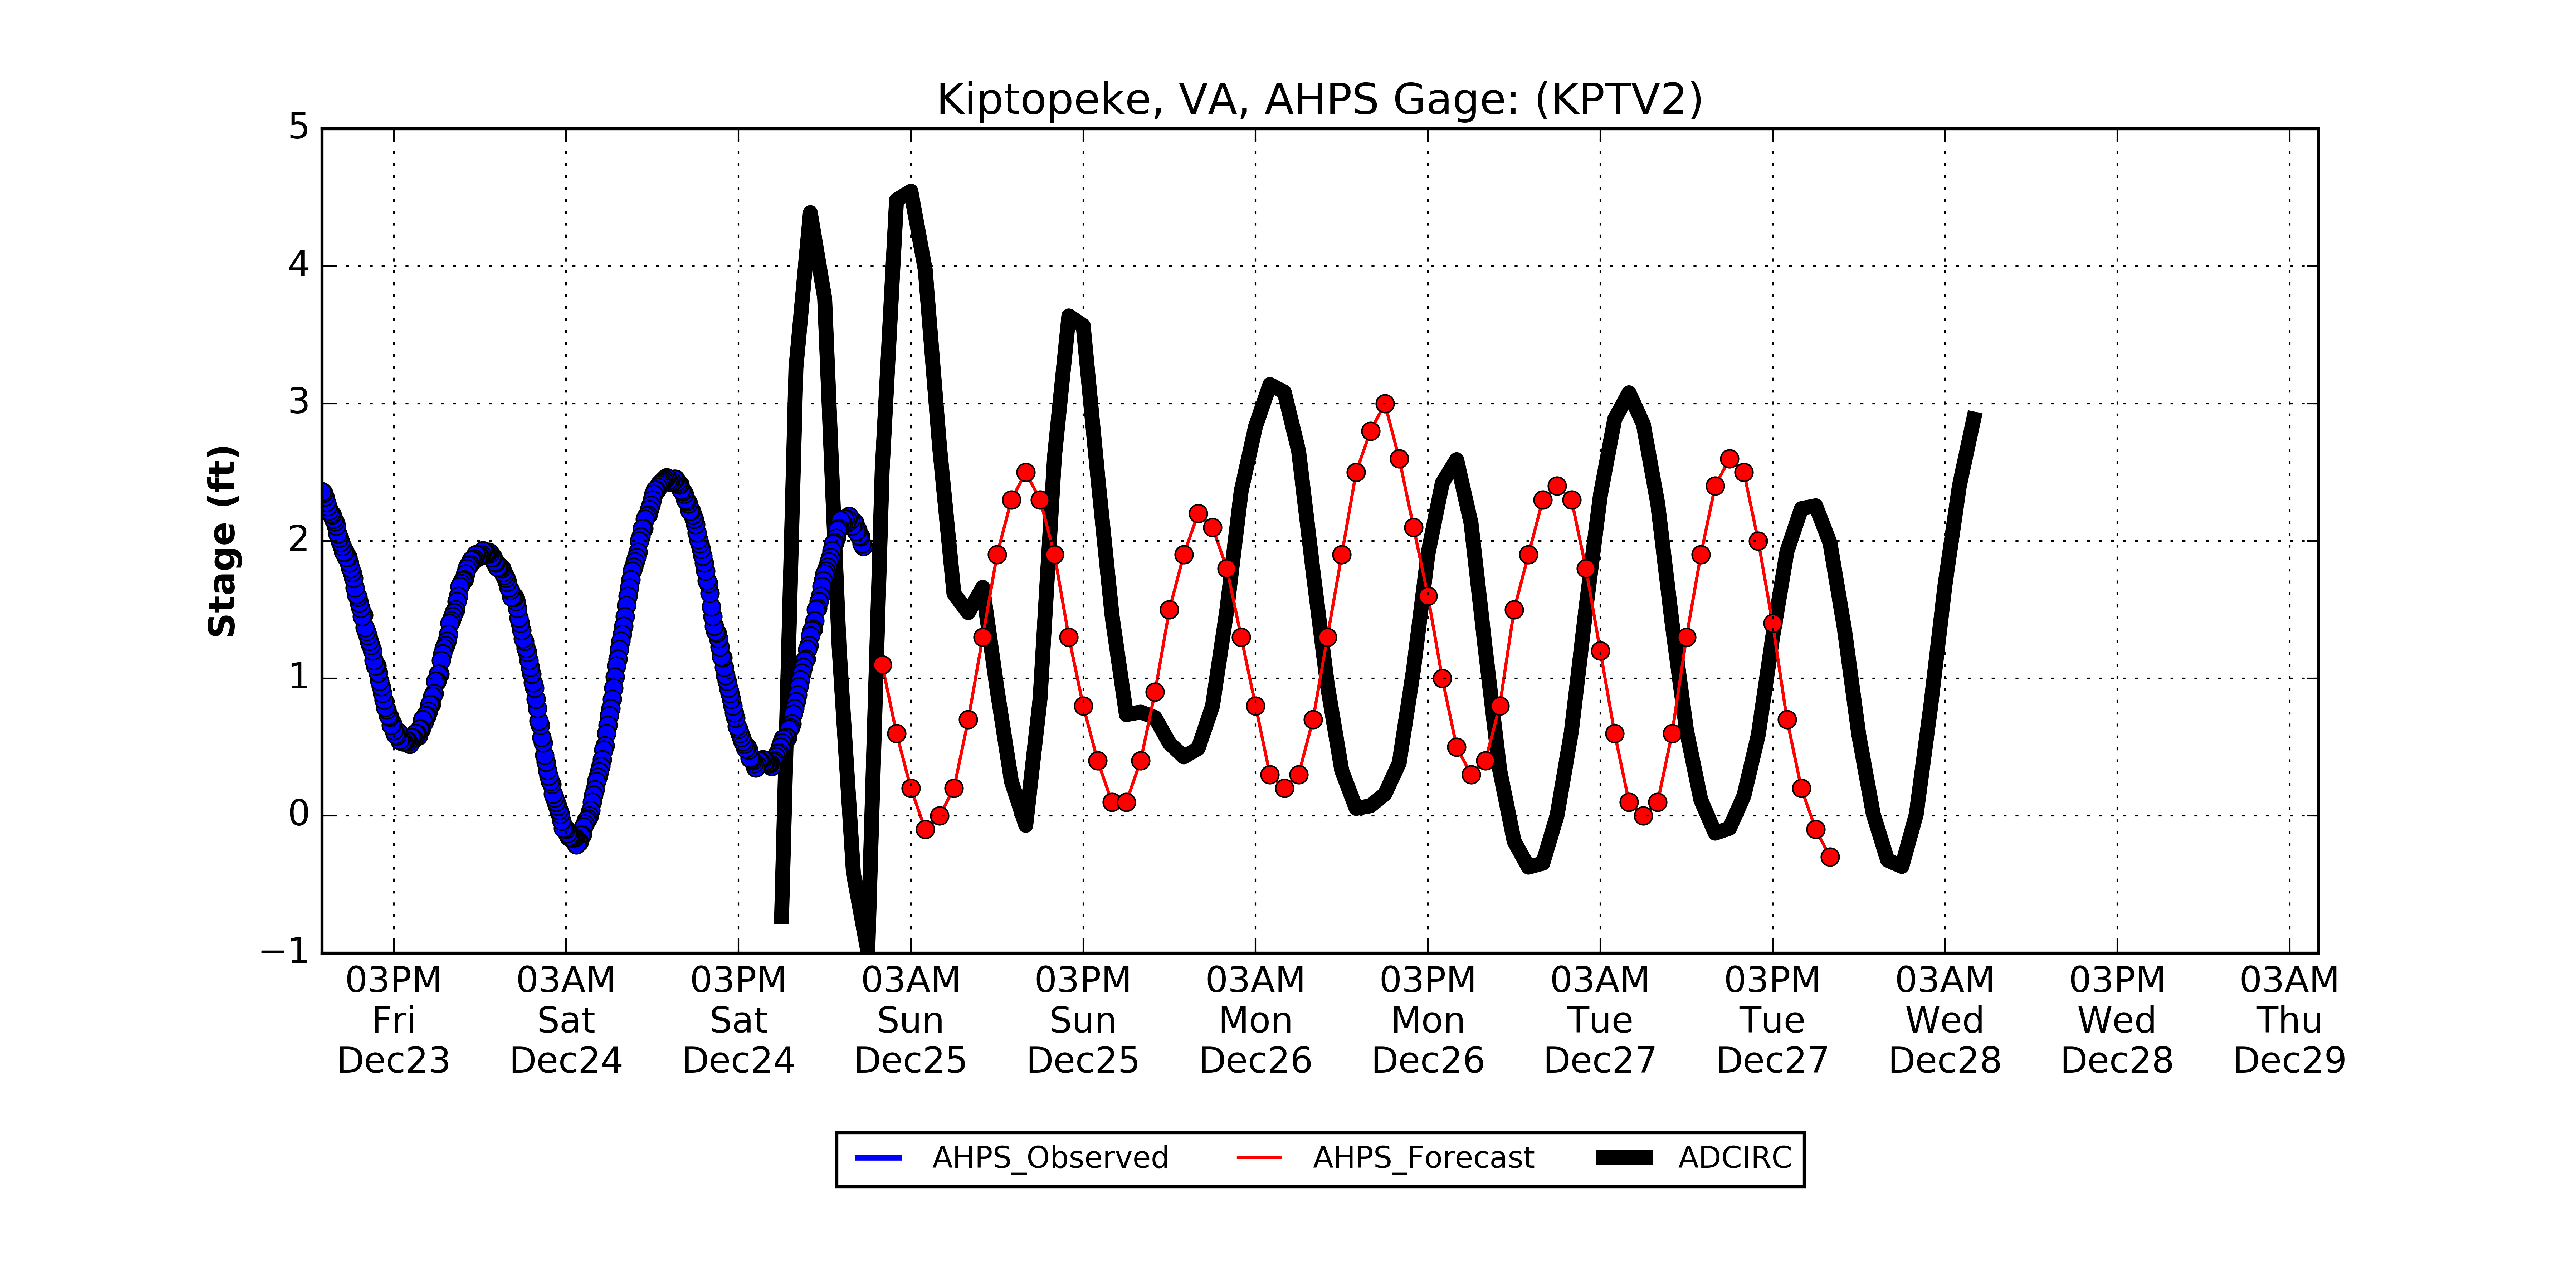 Kiptopeke, VA, AHPS Gage: (KPTV2)
Stage (ft)
5
4
3
2
1
0
−1
03PM 03AM 03PM 03AM 03PM 03AM 03PM 03AM 03PM 03AM 03PM 03AM
Fri Sat Sat Sun Sun Mon Mon Tue Tue Wed Wed Thu
Dec23 Dec24 Dec24 Dec25 Dec25 Dec26 Dec26 Dec27 Dec27 Dec28 Dec28 Dec29
AHPS_Observed AHPS_Forecast ADCIRC